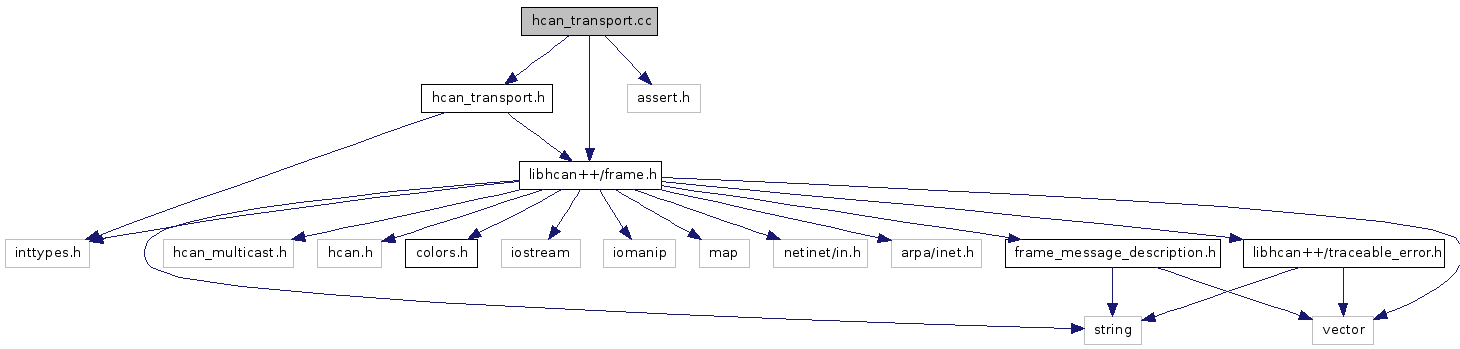 hcan_transport.cc
hcan_transport.h
assert.h
libhcan++/frame.h
inttypes.h
hcan_multicast.h
hcan.h
colors.h
iostream
iomanip
map
netinet/in.h
arpa/inet.h
frame_message_description.h
libhcan++/traceable_error.h
string
vector